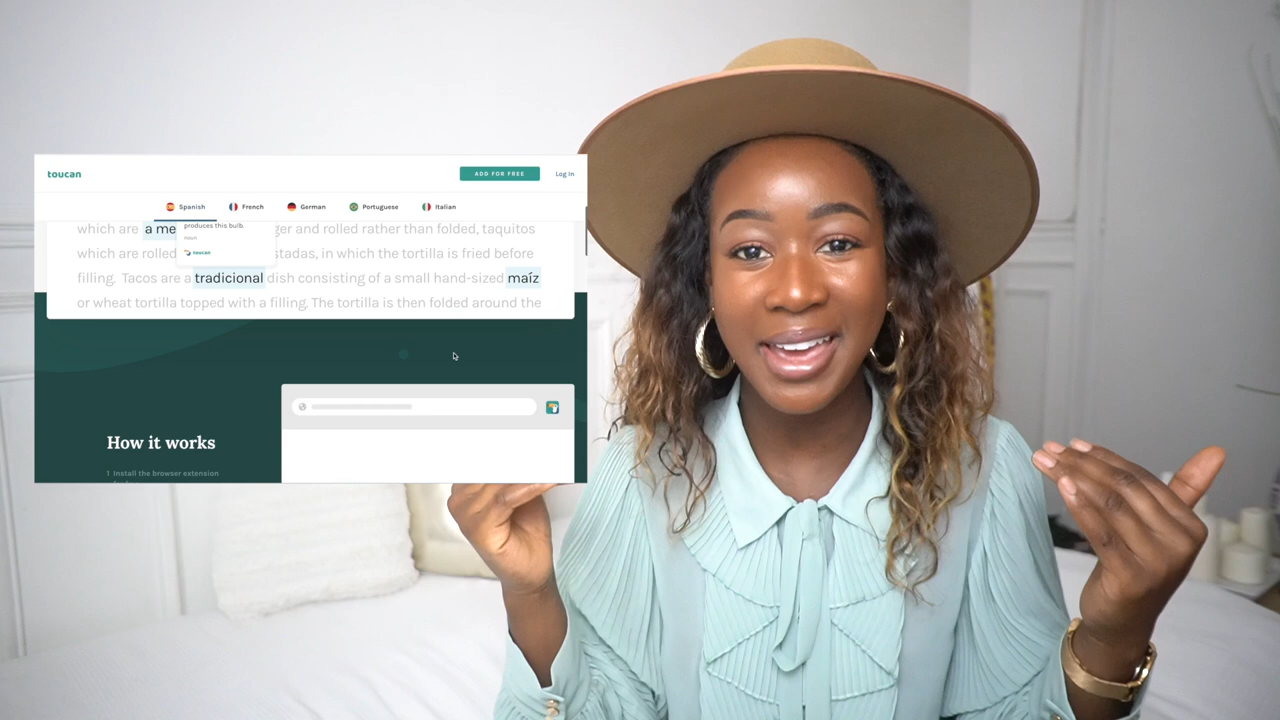 toucan
ADD FOR FREE
Log in
Spanish
French
German
Portuguese
Italian
which are a me
produces this bulb.
ger and rolled rather than folded, taquitos
noun
which are rolled
toucan
stadas, in which the tortilla is fried before
filling. Tacos are a tradicional dish consisting of a small hand-sized maíz
or wheat tortilla topped with a filling. The tortilla is then folded around the
How it works
1 Install the browser extension